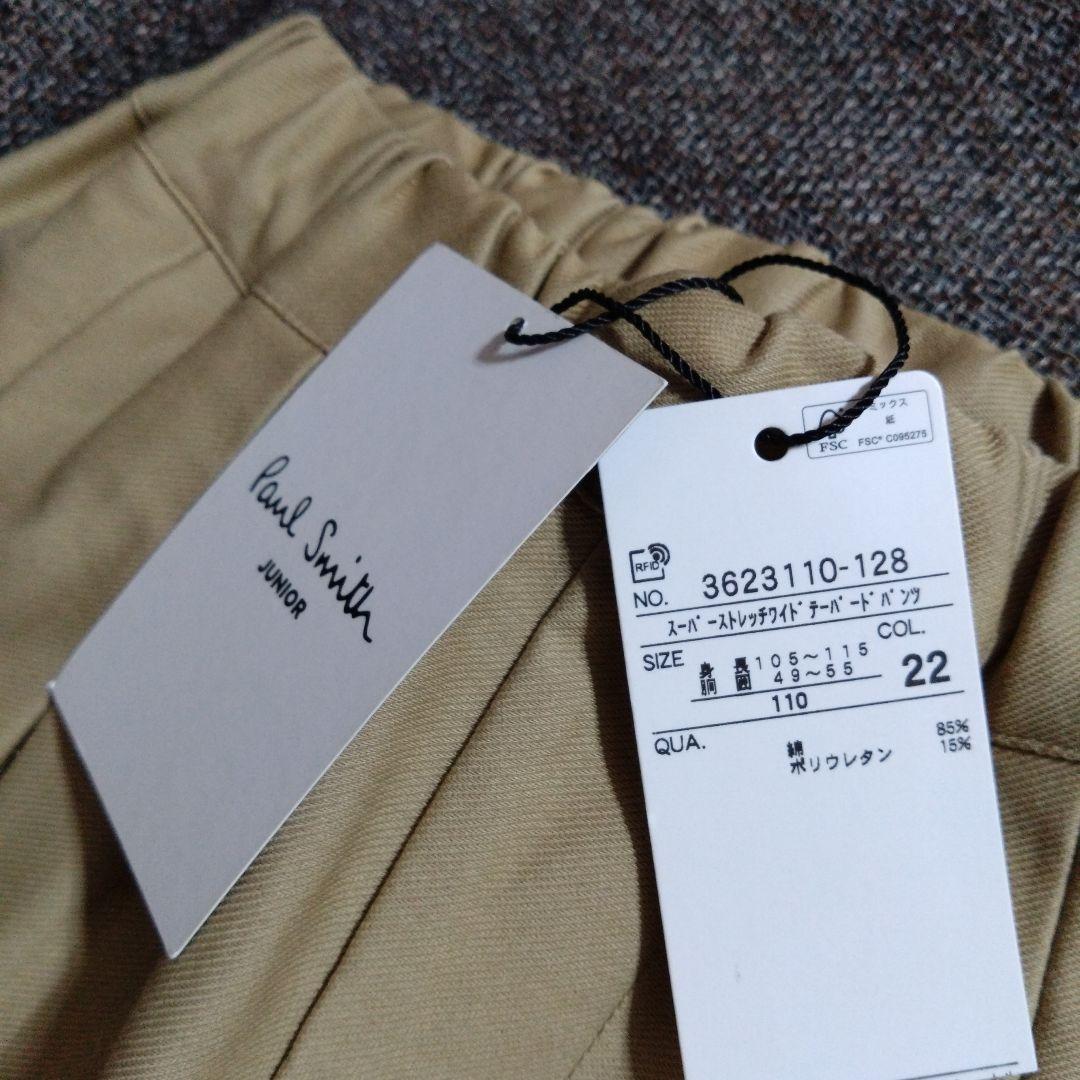 Paul Smith
JUNIOR
ミックス
紙
FSC
FSC® C095275
RFID
NO. 3623110-128
スーパーストレッチワイドテーパードパンツ
SIZE 身長 105～115 COL.
胴囲 49～55 22
110
QUA. 綿 85%
ポリウレタン 15%